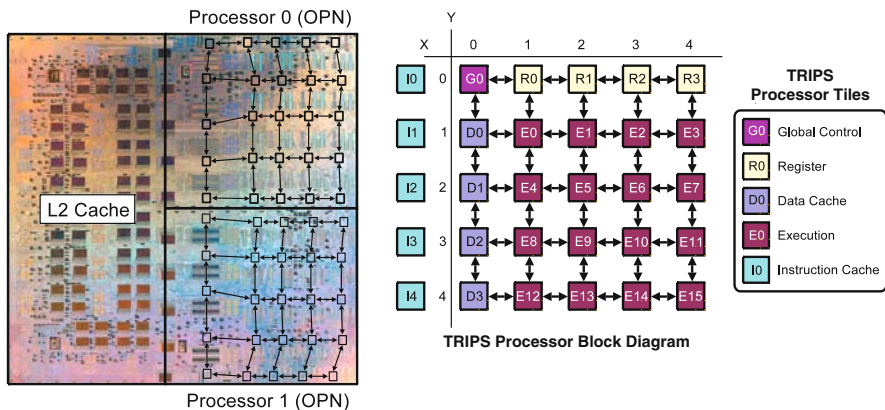 Processor 0 (OPN)
L2 Cache
Processor 1 (OPN)
Y
X 0 1 2 3 4
I0 0 G0 R0 R1 R2 R3
I1 1 D0 E0 E1 E2 E3
I2 2 D1 E4 E5 E6 E7
I3 3 D2 E8 E9 E10 E11
I4 4 D3 E12 E13 E14 E15
TRIPS Processor Block Diagram
TRIPS
Processor Tiles
G0 Global Control
R0 Register
D0 Data Cache
E0 Execution
I0 Instruction Cache